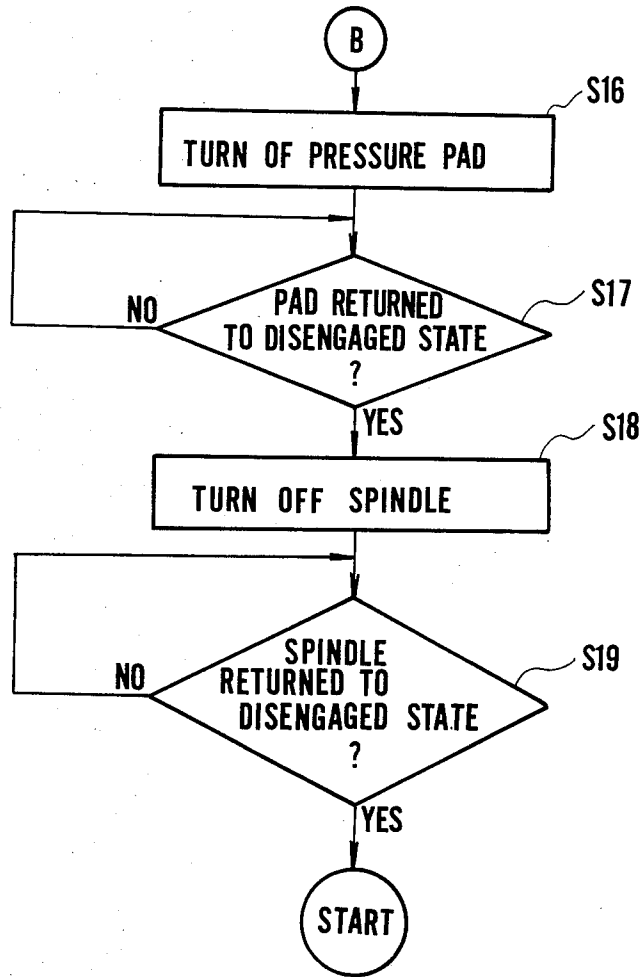 B
S16
TURN OF PRESSURE PAD
S17
PAD RETURNED
TO DISENGAGED STATE
?
NO
YES
S18
TURN OFF SPINDLE
S19
SPINDLE
RETURNED TO
DISENGAGED STATE
?
NO
YES
START